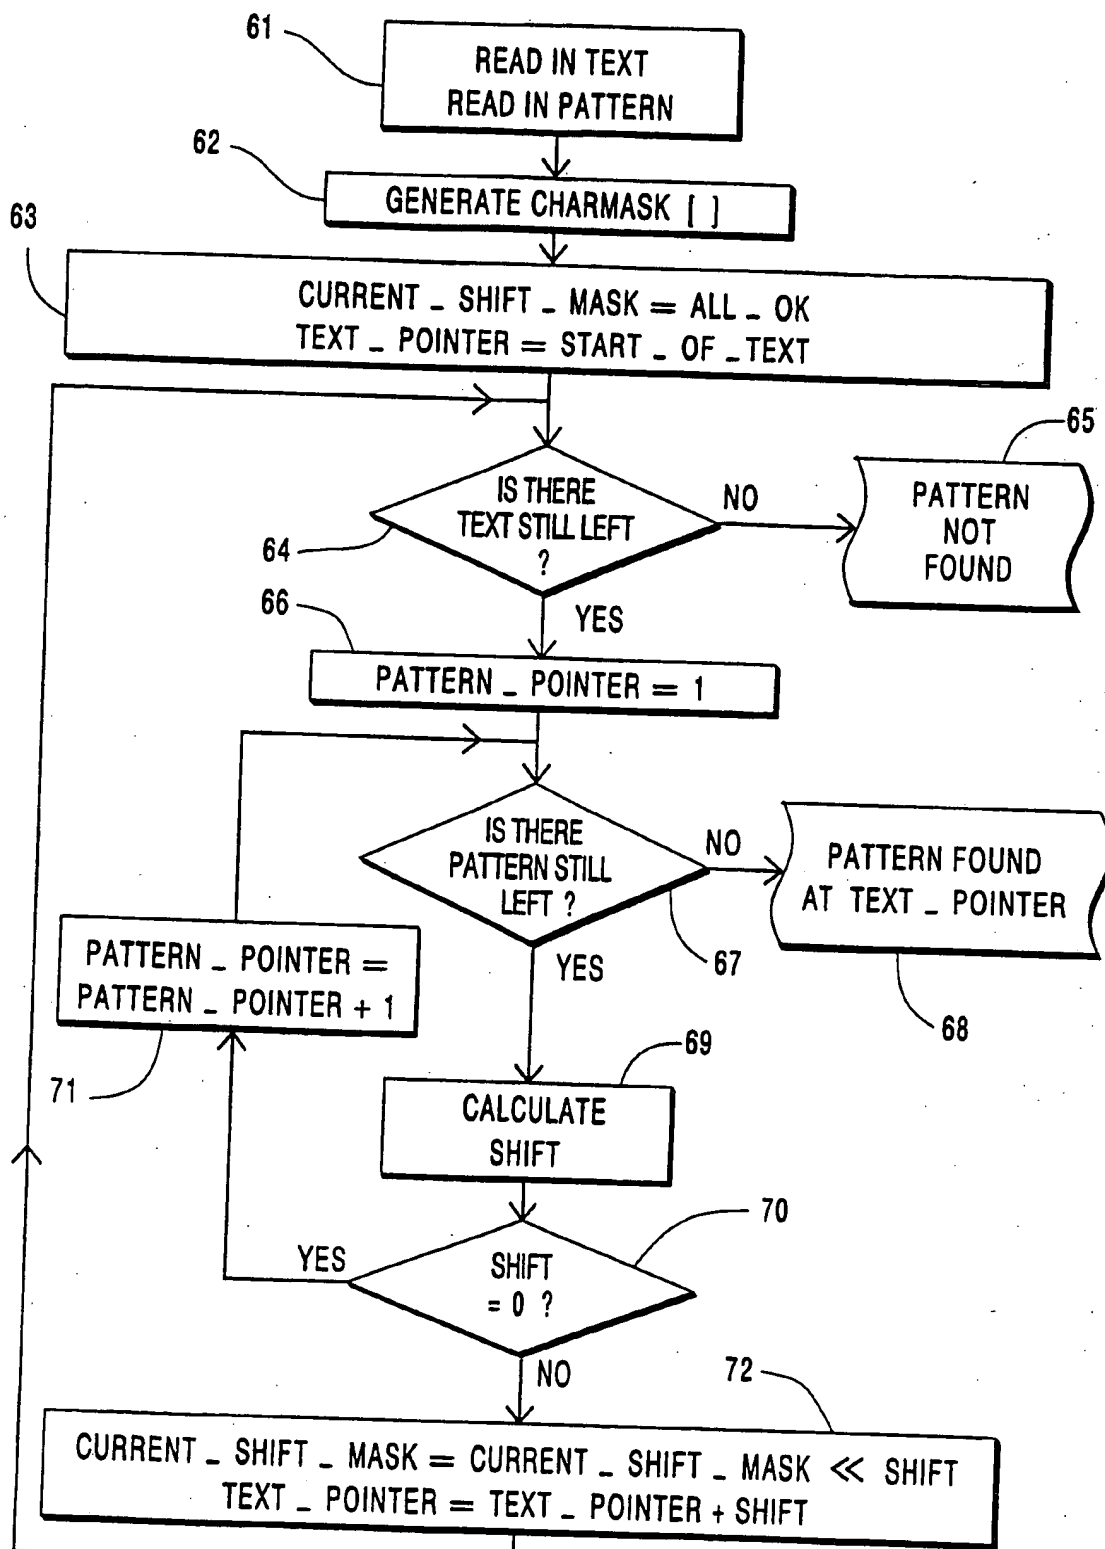 61
READ IN TEXT
READ IN PATTERN
62
GENERATE CHARMASK [ ]
63
CURRENT _ SHIFT _ MASK = ALL _ OK
TEXT _ POINTER = START _ OF _ TEXT
IS THERE
TEXT STILL LEFT
?
64
NO
65
PATTERN
NOT
FOUND
YES
66
PATTERN _ POINTER = 1
IS THERE
PATTERN STILL
LEFT ?
67
NO
PATTERN FOUND
AT TEXT _ POINTER
68
YES
PATTERN _ POINTER =
PATTERN _ POINTER + 1
71
69
CALCULATE
SHIFT
70
SHIFT
= 0 ?
YES
NO
72
CURRENT _ SHIFT _ MASK = CURRENT _ SHIFT _ MASK << SHIFT
TEXT _ POINTER = TEXT _ POINTER + SHIFT